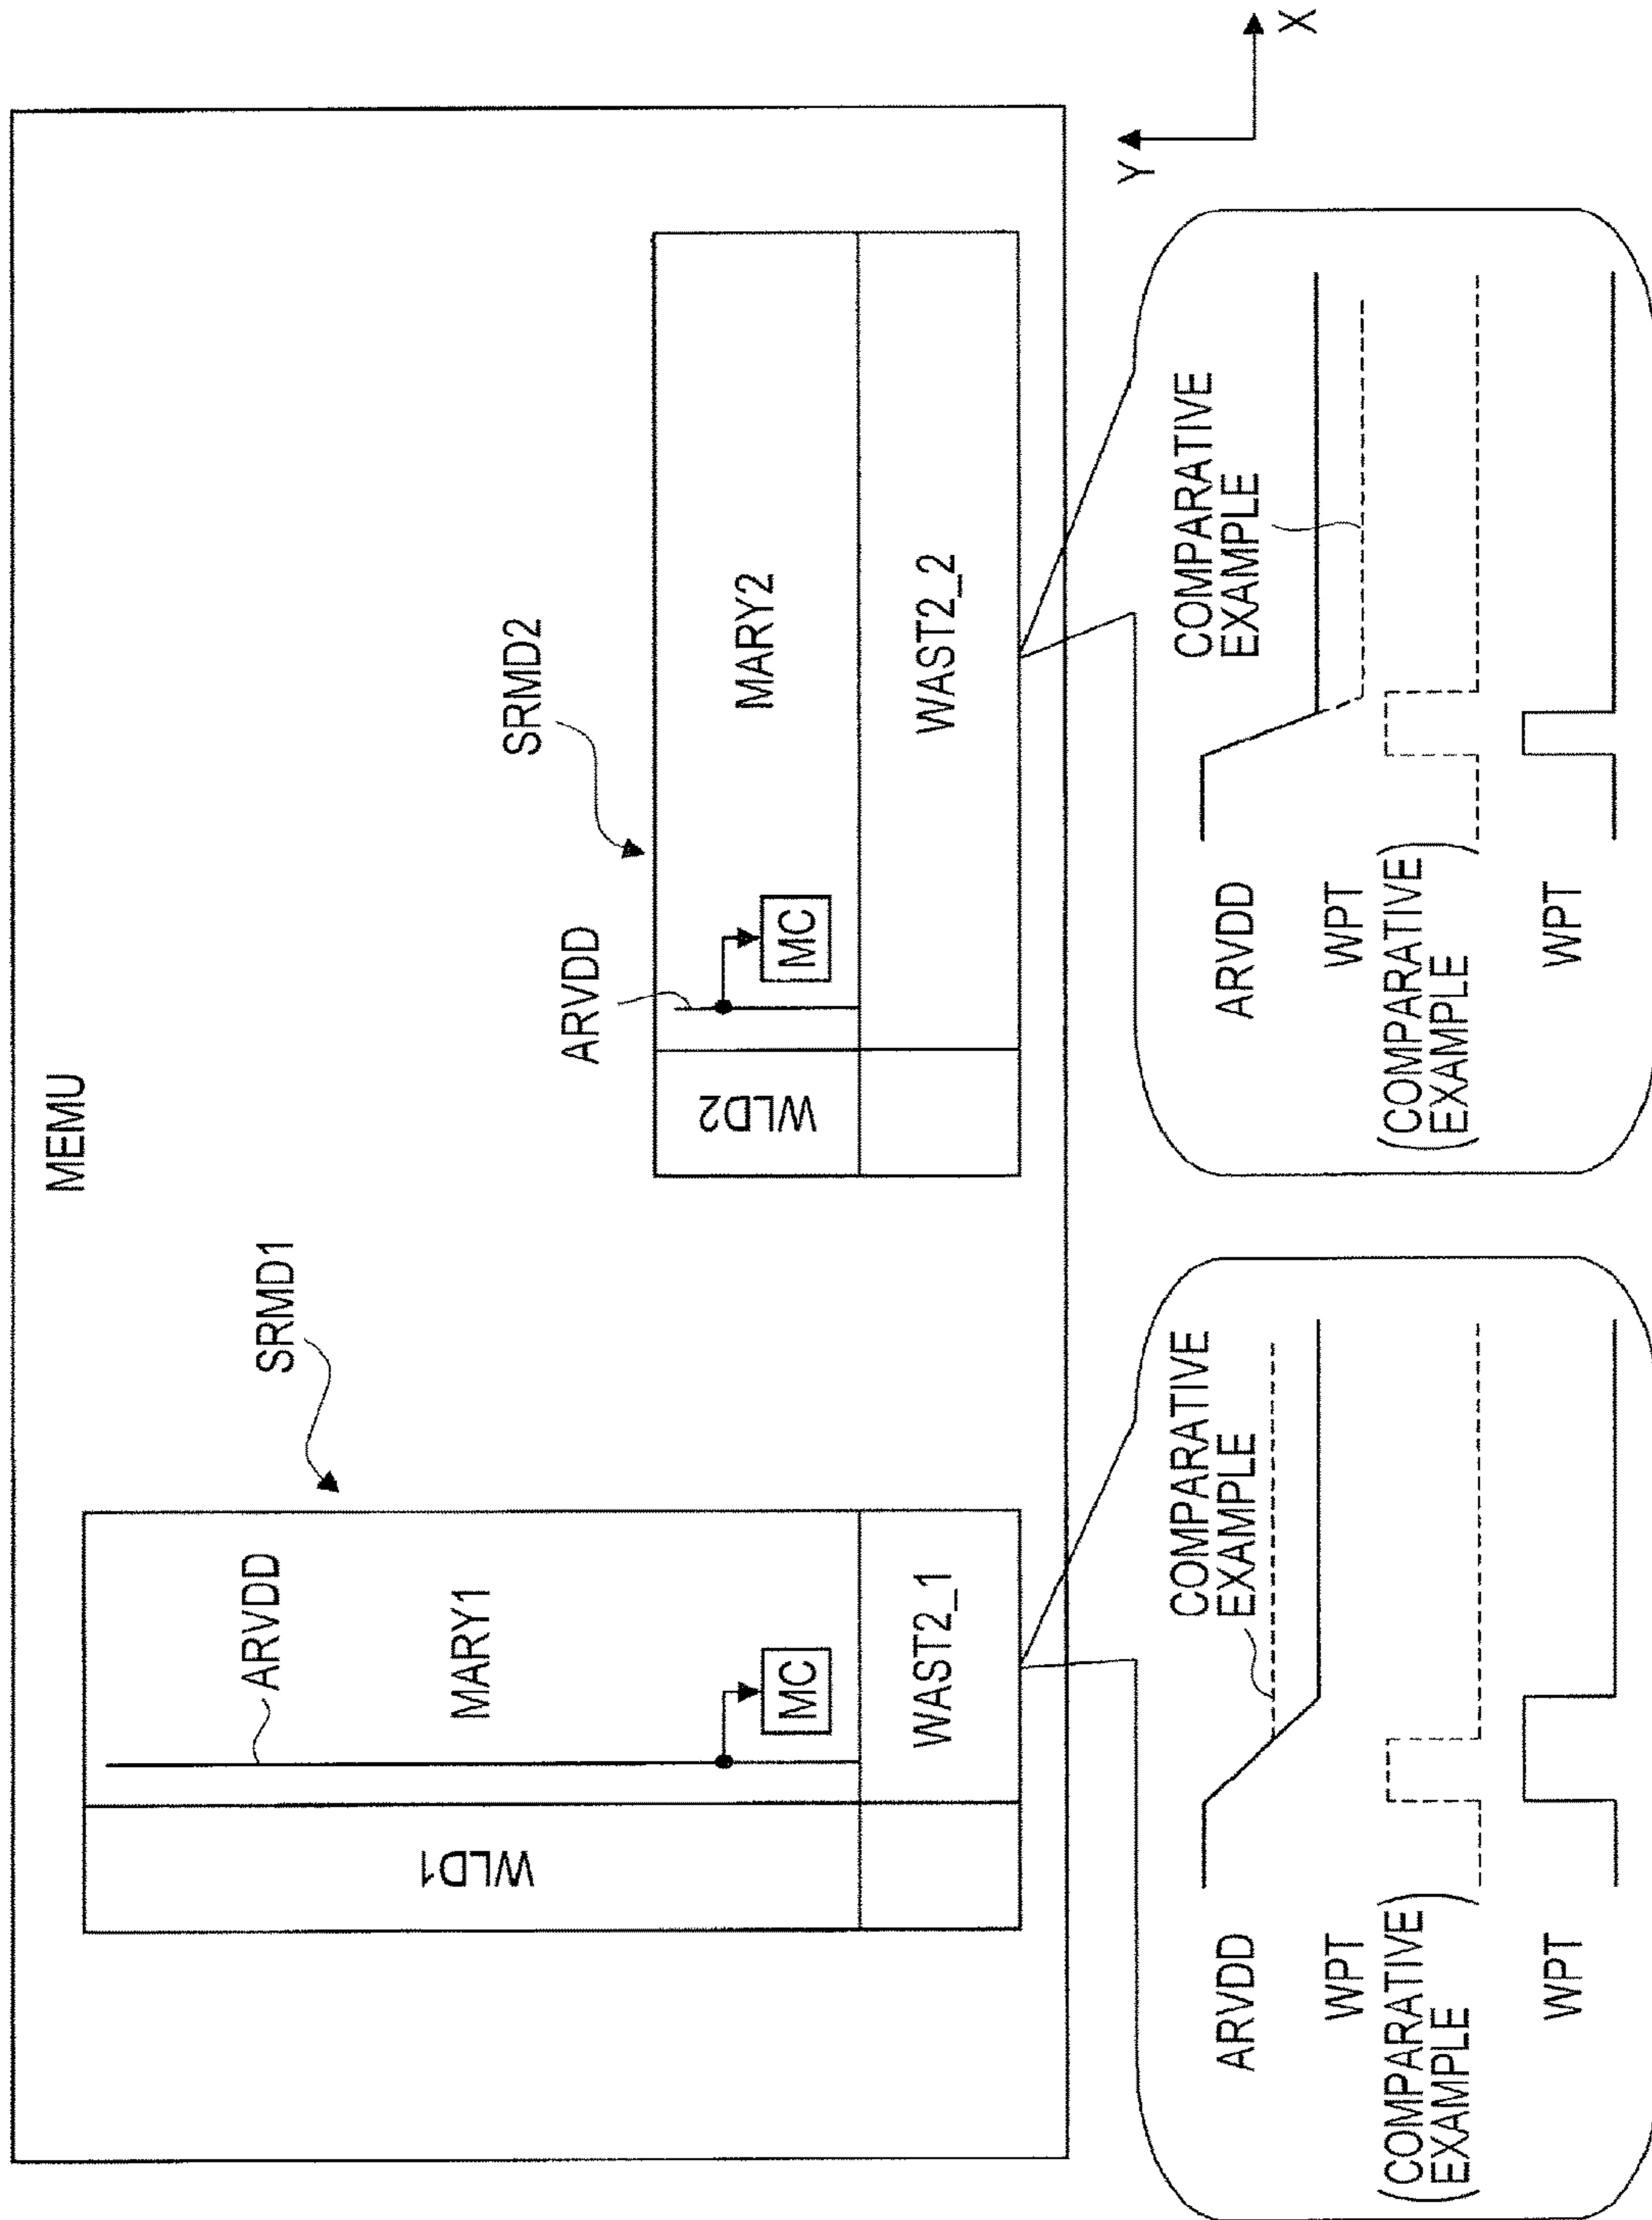 MEMU
SRMD1
ARVDD
MARY1
MC
WLD1
WAST2_1
SRMD2
ARVDD
MARY2
MC
WLD2
WAST2_2
Y
X
COMPARATIVE
EXAMPLE
ARVDD
WPT
(COMPARATIVE
EXAMPLE)
WPT
COMPARATIVE
EXAMPLE
ARVDD
WPT
(COMPARATIVE
EXAMPLE)
WPT